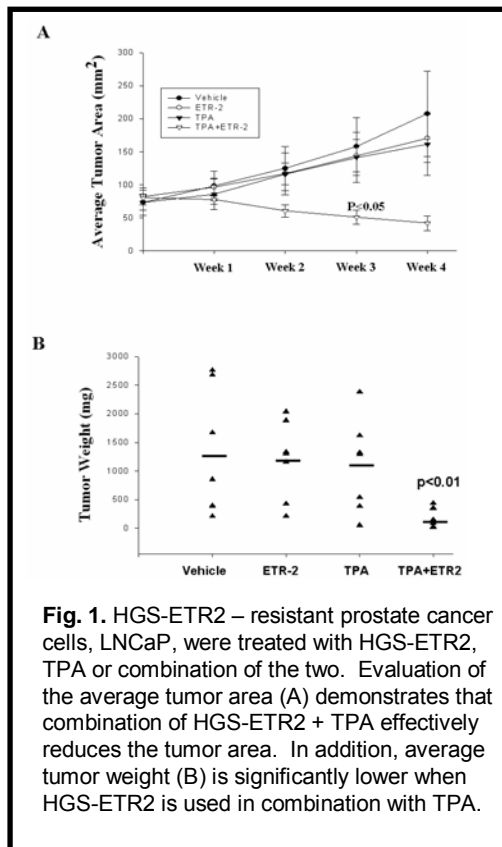 A
Average Tumor Area (mm²)
300
250
200
150
100
50
0
Vehicle
ETR-2
TPA
TPA+ETR-2
P<0.05
Week 1 Week 2 Week 3 Week 4
B
Tumor Weight (mg)
3000
2500
2000
1500
1000
500
0
p<0.01
Vehicle ETR-2 TPA TPA+ETR2
Fig. 1. HGS-ETR2 – resistant prostate cancer
cells, LNCaP, were treated with HGS-ETR2,
TPA or combination of the two. Evaluation of
the average tumor area (A) demonstrates that
combination of HGS-ETR2 + TPA effectively
reduces the tumor area. In addition, average
tumor weight (B) is significantly lower when
HGS-ETR2 is used in combination with TPA.